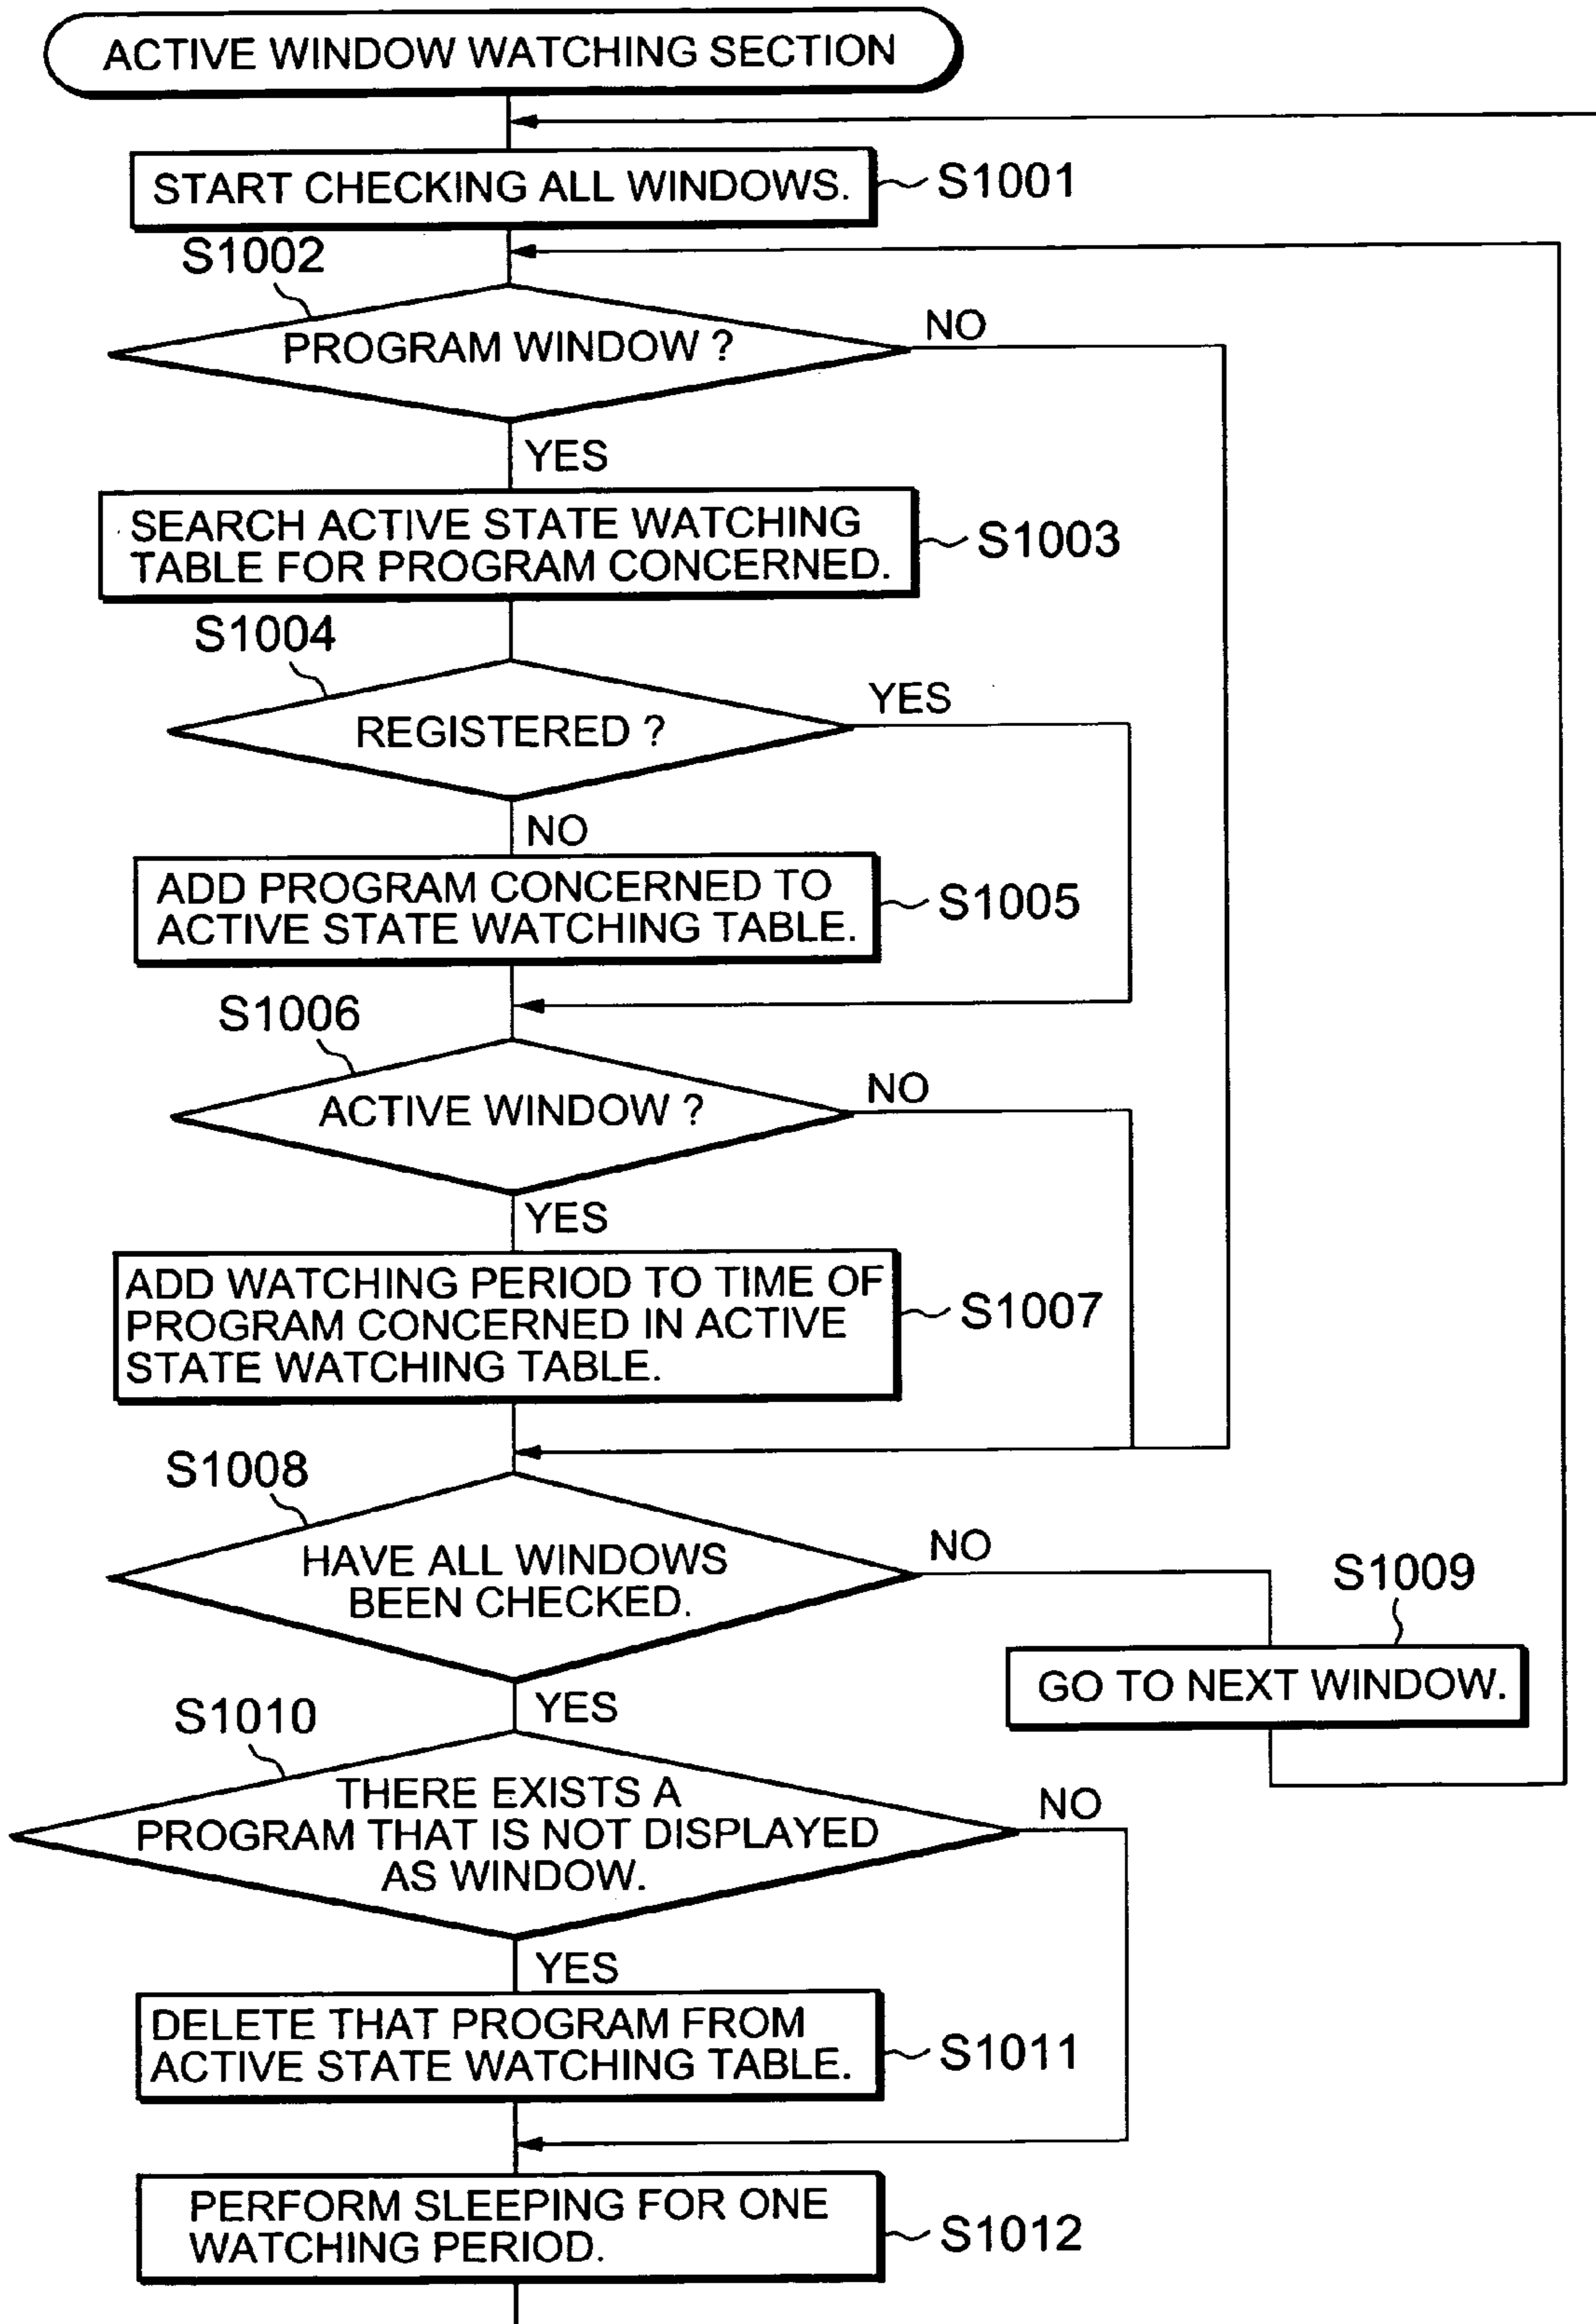 ACTIVE WINDOW WATCHING SECTION
START CHECKING ALL WINDOWS.
S1001
S1002
PROGRAM WINDOW ?
NO
YES
SEARCH ACTIVE STATE WATCHING
TABLE FOR PROGRAM CONCERNED.
S1003
S1004
REGISTERED ?
YES
NO
ADD PROGRAM CONCERNED TO
ACTIVE STATE WATCHING TABLE.
S1005
S1006
ACTIVE WINDOW ?
NO
YES
ADD WATCHING PERIOD TO TIME OF
PROGRAM CONCERNED IN ACTIVE
STATE WATCHING TABLE.
S1007
S1008
HAVE ALL WINDOWS
BEEN CHECKED.
NO
S1009
GO TO NEXT WINDOW.
YES
S1010
THERE EXISTS A
PROGRAM THAT IS NOT DISPLAYED
AS WINDOW.
NO
YES
DELETE THAT PROGRAM FROM
ACTIVE STATE WATCHING TABLE.
S1011
PERFORM SLEEPING FOR ONE
WATCHING PERIOD.
S1012